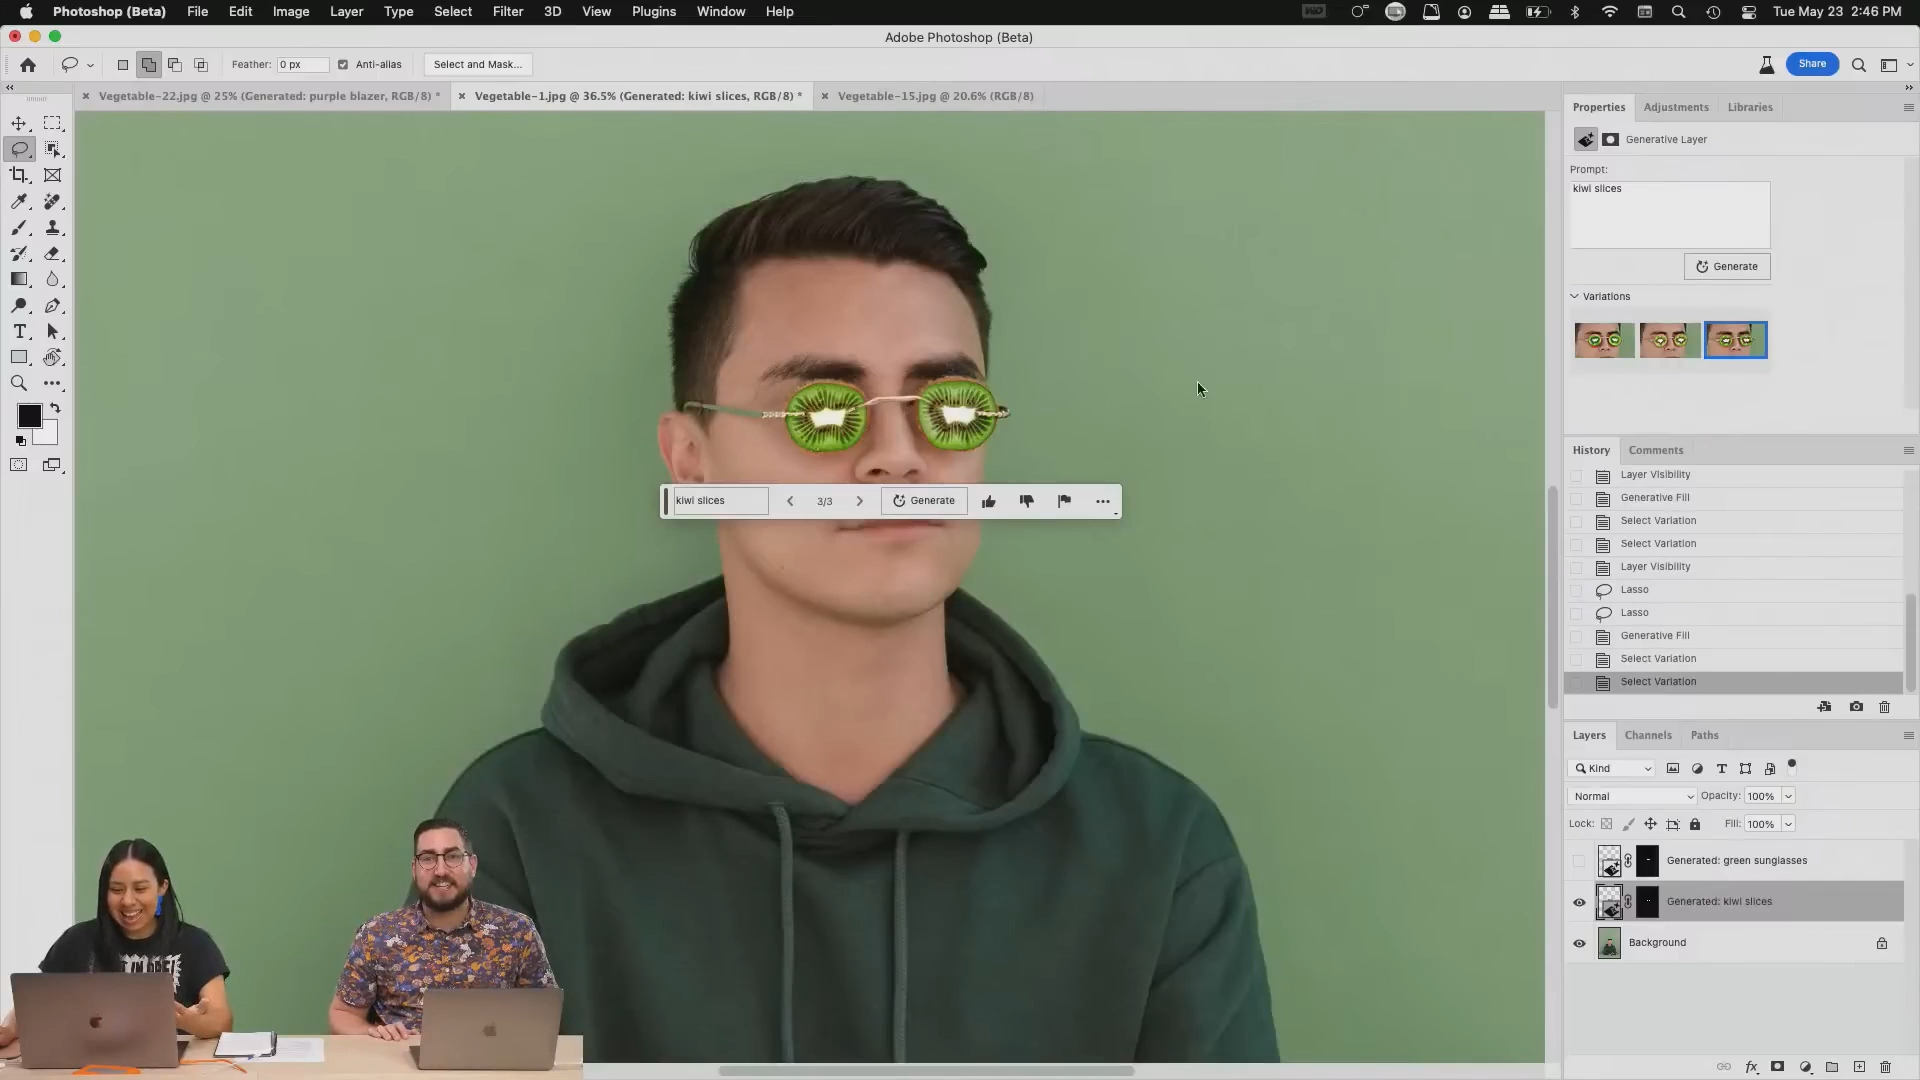 Photoshop (Beta) File Edit Image Layer Type Select Filter 3D View Plugins Window Help Tue May 23 2:46 PM
Adobe Photoshop (Beta)
Feather: 0 px Anti-alias Select and Mask... Share
Vegetable-22.jpg @ 25% (Generated: purple blazer, RGB/8) * Vegetable-1.jpg @ 36.5% (Generated: kiwi slices, RGB/8) * Vegetable-15.jpg @ 20.6% (RGB/8)
Properties Adjustments Libraries
Generative Layer
Prompt:
kiwi slices
Generate
Variations
kiwi slices 3/3 Generate
History Comments
Layer Visibility
Generative Fill
Select Variation
Select Variation
Layer Visibility
Lasso
Lasso
Generative Fill
Select Variation
Select Variation
Layers Channels Paths
Kind
Normal Opacity: 100%
Lock: Fill: 100%
Generated: green sunglasses
Generated: kiwi slices
Background